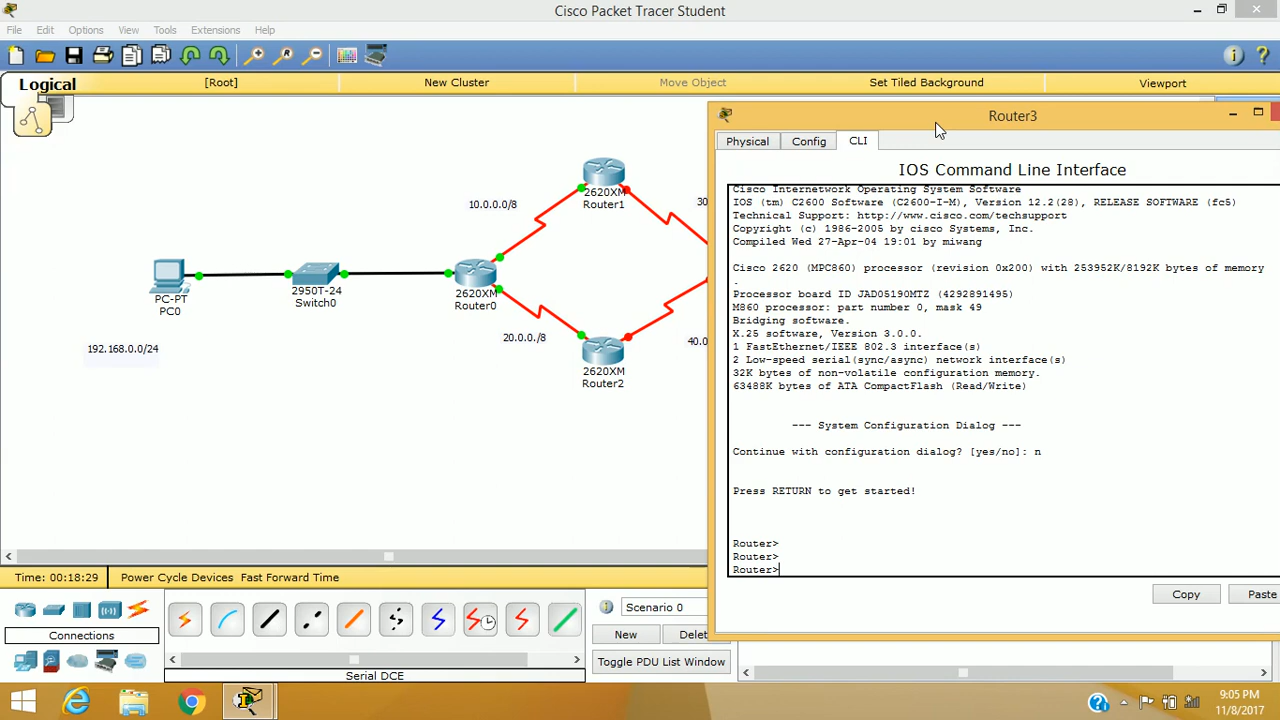 Cisco Packet Tracer Student
File Edit Options View Tools Extensions Help
Logical
[Root]
New Cluster
Move Object
Set Tiled Background
Viewport
Router3
Physical Config CLI
IOS Command Line Interface
Cisco Internetwork Operating System Software
IOS (tm) C2600 Software (C2600-I-M), Version 12.2(28), RELEASE SOFTWARE (fc5)
Technical Support: http://www.cisco.com/techsupport
Copyright (c) 1986-2005 by cisco Systems, Inc.
Compiled Wed 27-Apr-04 19:01 by miwang
Cisco 2620 (MPC860) processor (revision 0x200) with 253952K/8192K bytes of memory
.
Processor board ID JAD05190MTZ (4292891495)
M860 processor: part number 0, mask 49
Bridging software.
X.25 software, Version 3.0.0.
1 FastEthernet/IEEE 802.3 interface(s)
2 Low-speed serial(sync/async) network interface(s)
32K bytes of non-volatile configuration memory.
63488K bytes of ATA CompactFlash (Read/Write)
--- System Configuration Dialog ---
Continue with configuration dialog? [yes/no]: n
Press RETURN to get started!
Router>
Router>
Router>
Copy
Paste
2620XM
Router1
10.0.0.0/8
30
PC-PT
PC0
2950T-24
Switch0
2620XM
Router0
20.0.0./8
40.
192.168.0.0/24
2620XM
Router2
Time: 00:18:29
Power Cycle Devices Fast Forward Time
Connections
Serial DCE
Scenario 0
New
Delet
Toggle PDU List Window
9:05 PM
11/8/2017